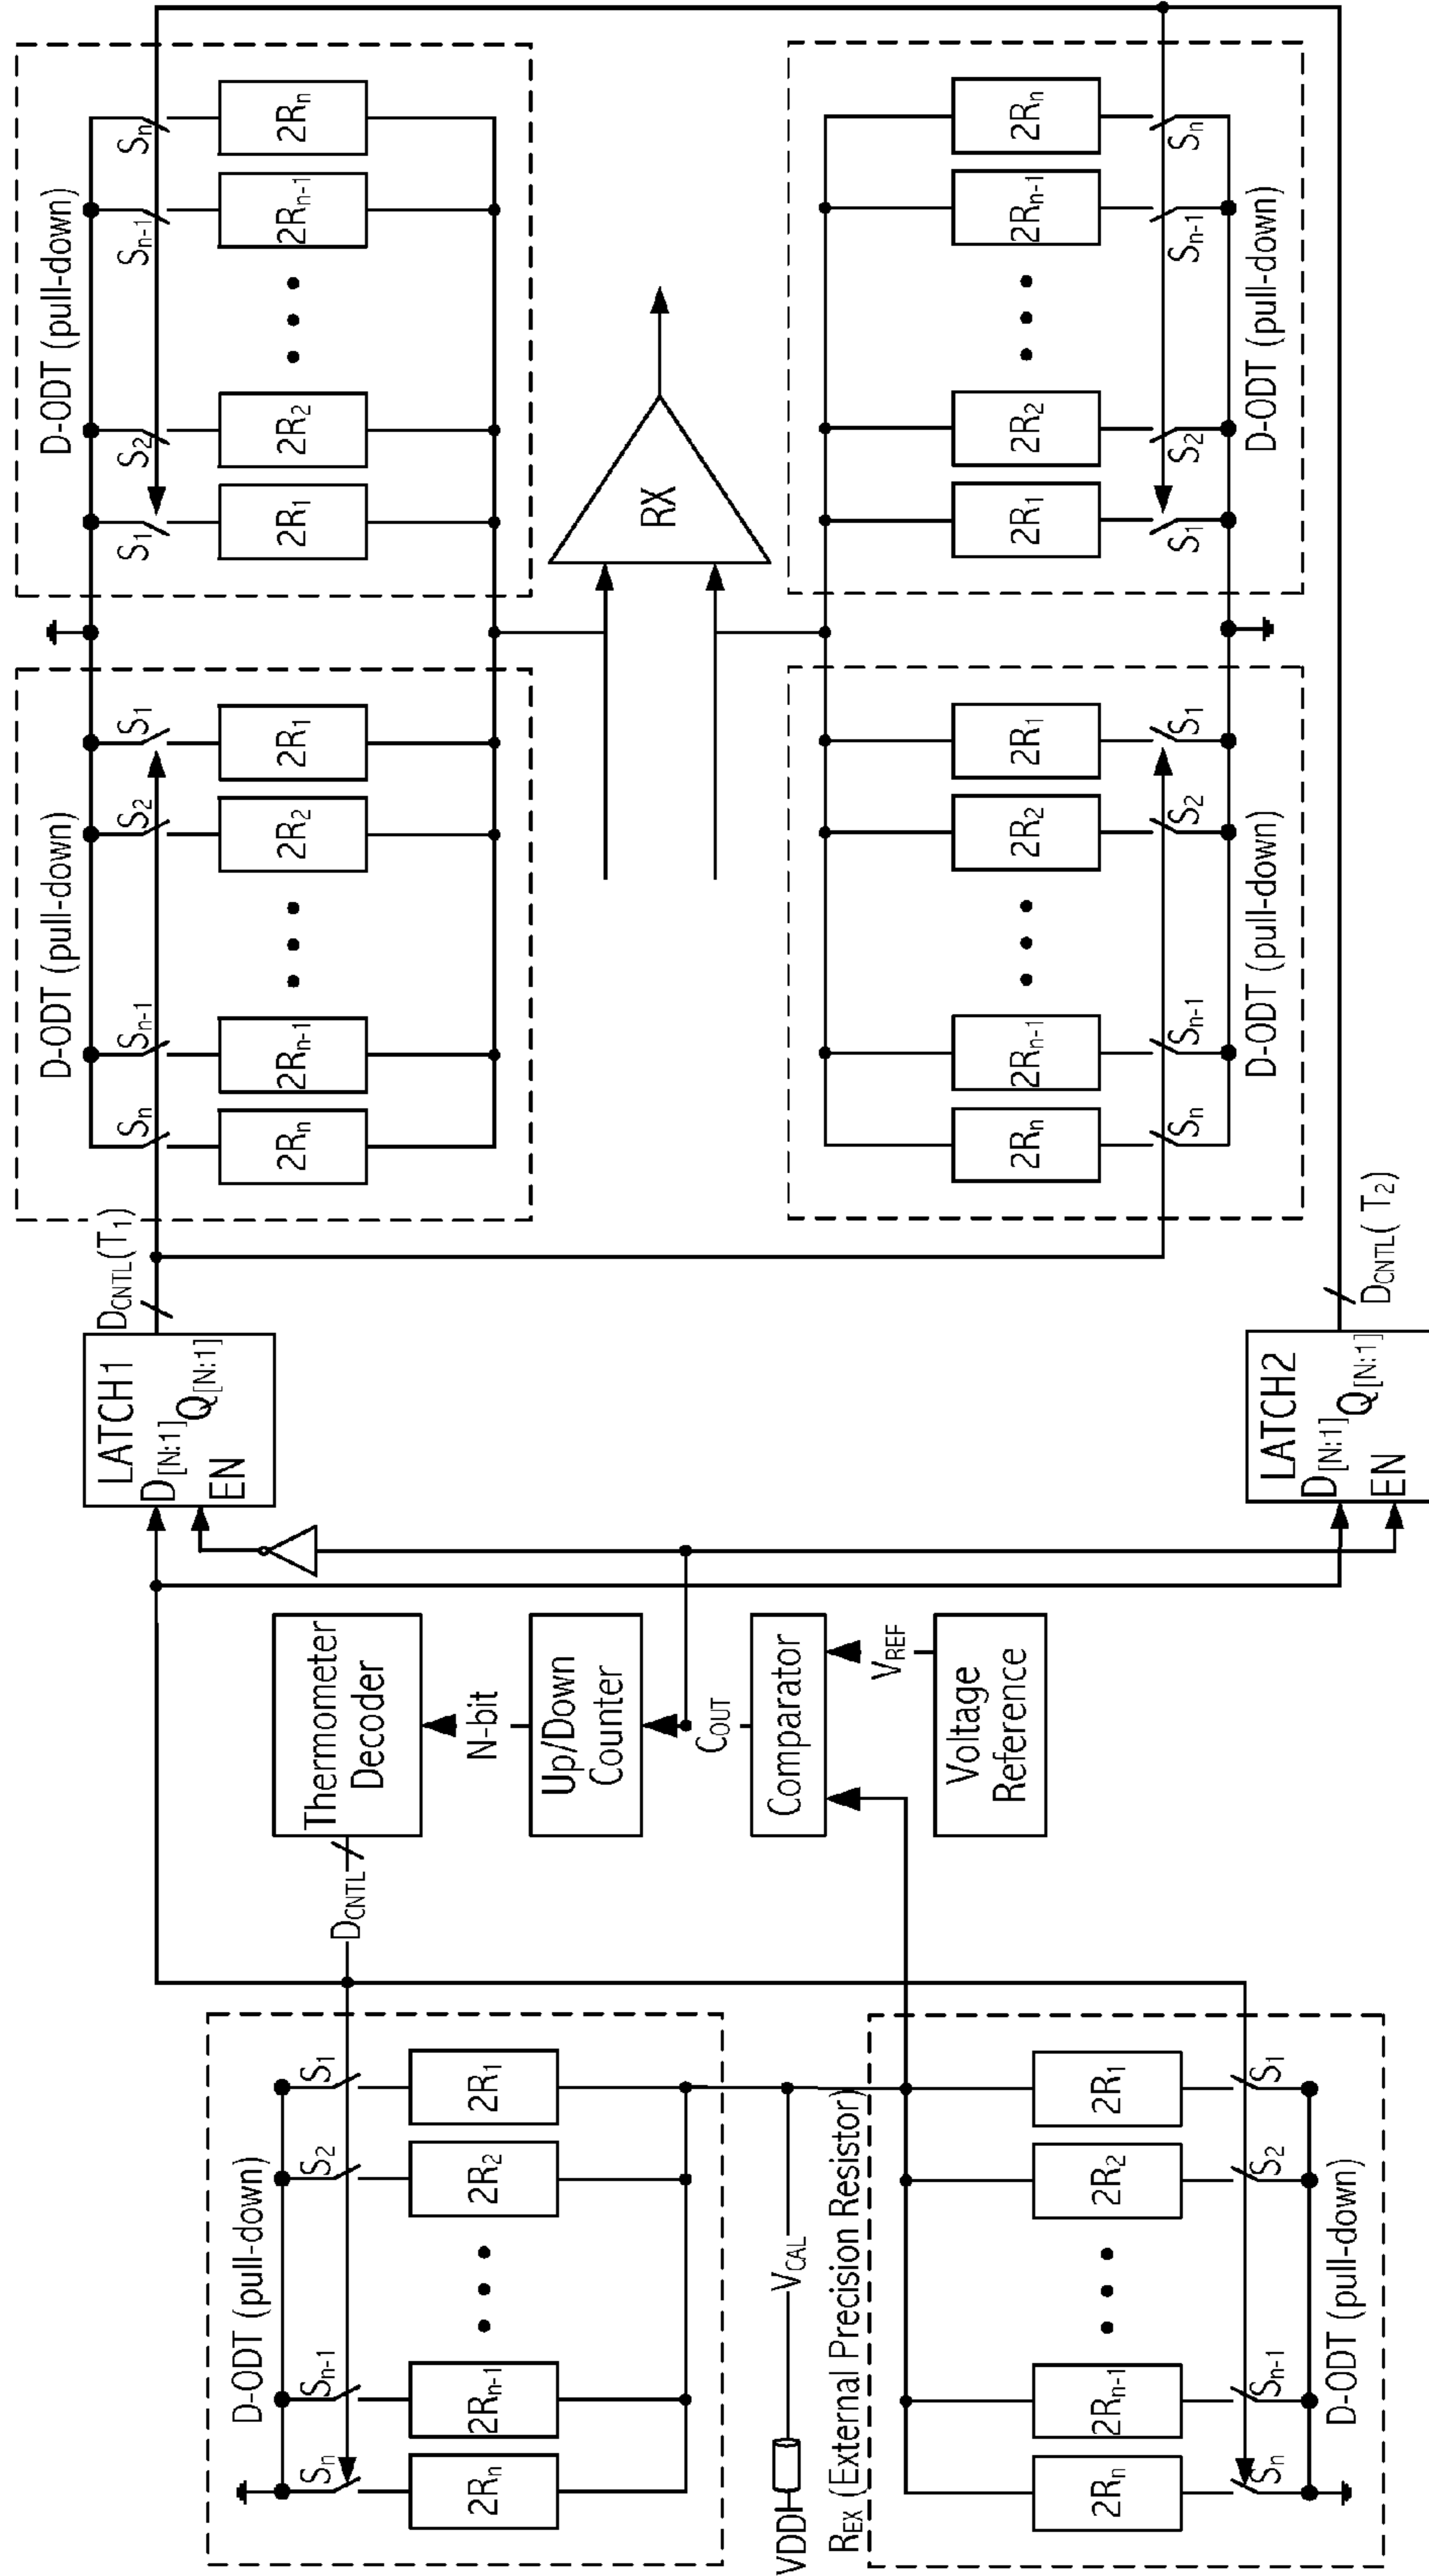 D-ODT (pull-down)
Sn
Sn-1
S2
S1
2Rn
2Rn-1
2R2
2R1
VDD
VCAL
REX (External Precision Resistor)
2Rn
2Rn-1
2R2
2R1
Sn
Sn-1
S2
S1
D-ODT (pull-down)
DCNTL
Thermometer
Decoder
N-bit
Up/Down
Counter
COUT
Comparator
VREF
Voltage
Reference
LATCH1
D[N:1]
Q[N:1]
EN
DCNTL(T1)
LATCH2
D[N:1]
Q[N:1]
EN
DCNTL( T2)
D-ODT (pull-down)
Sn
Sn-1
S2
S1
2Rn
2Rn-1
2R2
2R1
D-ODT (pull-down)
S1
S2
Sn-1
Sn
2R1
2R2
2Rn-1
2Rn
RX
2Rn
2Rn-1
2R2
2R1
Sn
Sn-1
S2
S1
D-ODT (pull-down)
2R1
2R2
2Rn-1
2Rn
S1
S2
Sn-1
Sn
D-ODT (pull-down)